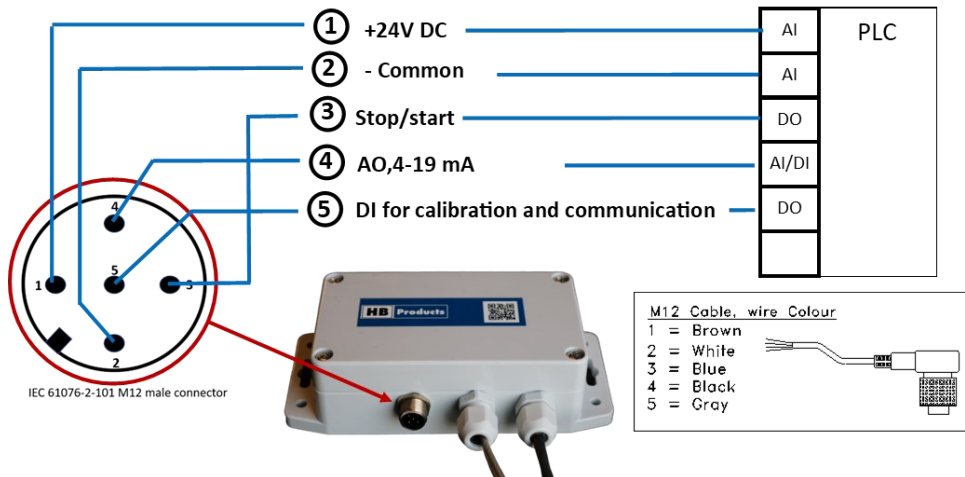 1 +24V DC
AI
PLC
2 - Common
AI
3 Stop/start
DO
4 AO,4-19 mA
AI/DI
5 DI for calibration and communication
DO
4
1
5
3
2
IEC 61076-2-101 M12 male connector
HB Products
M12 Cable, wire Colour
1 = Brown
2 = White
3 = Blue
4 = Black
5 = Gray